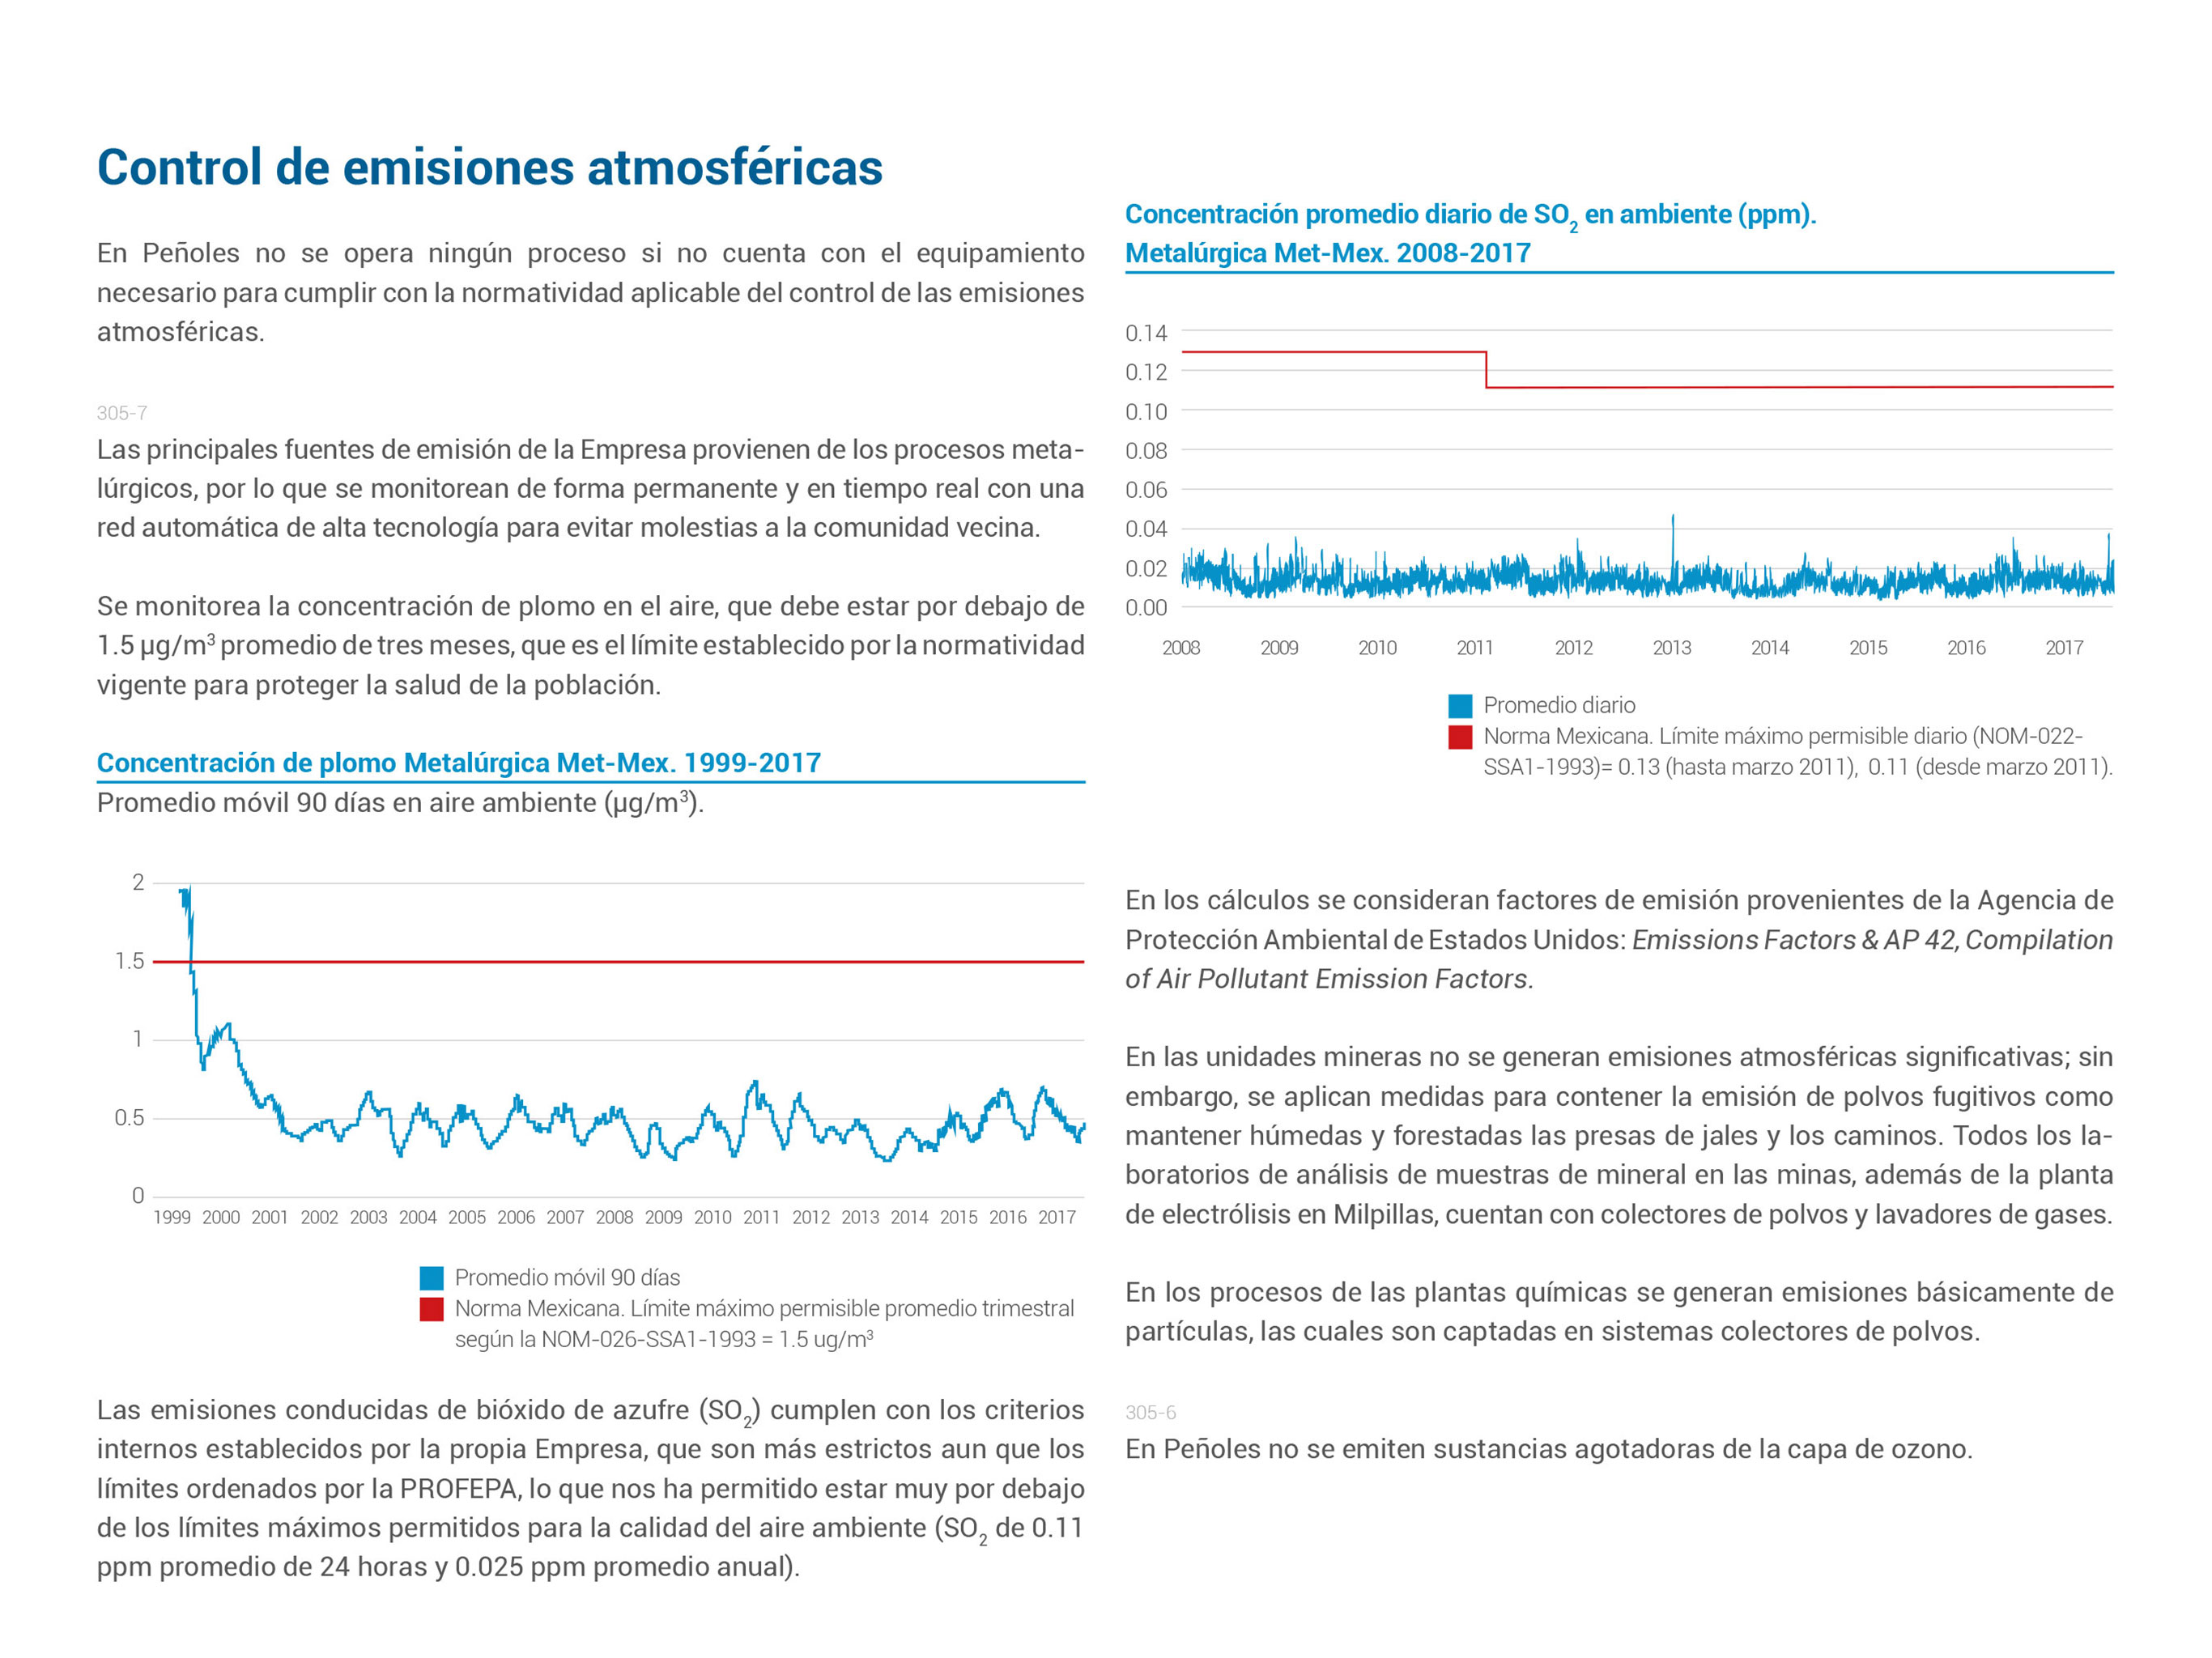 Control de emisiones atmosféricas
En Peñoles no se opera ningún proceso si no cuenta con el equipamiento
necesario para cumplir con la normatividad aplicable del control de las emisiones
atmosféricas.
305-7
Las principales fuentes de emisión de la Empresa provienen de los procesos meta-
lúrgicos, por lo que se monitorean de forma permanente y en tiempo real con una
red automática de alta tecnología para evitar molestias a la comunidad vecina.
Se monitorea la concentración de plomo en el aire, que debe estar por debajo de
1.5 µg/m³ promedio de tres meses, que es el límite establecido por la normatividad
vigente para proteger la salud de la población.
Concentración de plomo Metalúrgica Met-Mex. 1999-2017
Promedio móvil 90 días en aire ambiente (µg/m³).
2
1.5
1
0.5
0
1999 2000 2001 2002 2003 2004 2005 2006 2007 2008 2009 2010 2011 2012 2013 2014 2015 2016 2017
Promedio móvil 90 días
Norma Mexicana. Límite máximo permisible promedio trimestral
según la NOM-026-SSA1-1993 = 1.5 ug/m³
Las emisiones conducidas de bióxido de azufre (SO₂) cumplen con los criterios
internos establecidos por la propia Empresa, que son más estrictos aun que los
límites ordenados por la PROFEPA, lo que nos ha permitido estar muy por debajo
de los límites máximos permitidos para la calidad del aire ambiente (SO₂ de 0.11
ppm promedio de 24 horas y 0.025 ppm promedio anual).
Concentración promedio diario de SO₂ en ambiente (ppm).
Metalúrgica Met-Mex. 2008-2017
0.14
0.12
0.10
0.08
0.06
0.04
0.02
0.00
2008 2009 2010 2011 2012 2013 2014 2015 2016 2017
Promedio diario
Norma Mexicana. Límite máximo permisible diario (NOM-022-
SSA1-1993)= 0.13 (hasta marzo 2011), 0.11 (desde marzo 2011).
En los cálculos se consideran factores de emisión provenientes de la Agencia de
Protección Ambiental de Estados Unidos: Emissions Factors & AP 42, Compilation
of Air Pollutant Emission Factors.
En las unidades mineras no se generan emisiones atmosféricas significativas; sin
embargo, se aplican medidas para contener la emisión de polvos fugitivos como
mantener húmedas y forestadas las presas de jales y los caminos. Todos los la-
boratorios de análisis de muestras de mineral en las minas, además de la planta
de electrólisis en Milpillas, cuentan con colectores de polvos y lavadores de gases.
En los procesos de las plantas químicas se generan emisiones básicamente de
partículas, las cuales son captadas en sistemas colectores de polvos.
305-6
En Peñoles no se emiten sustancias agotadoras de la capa de ozono.